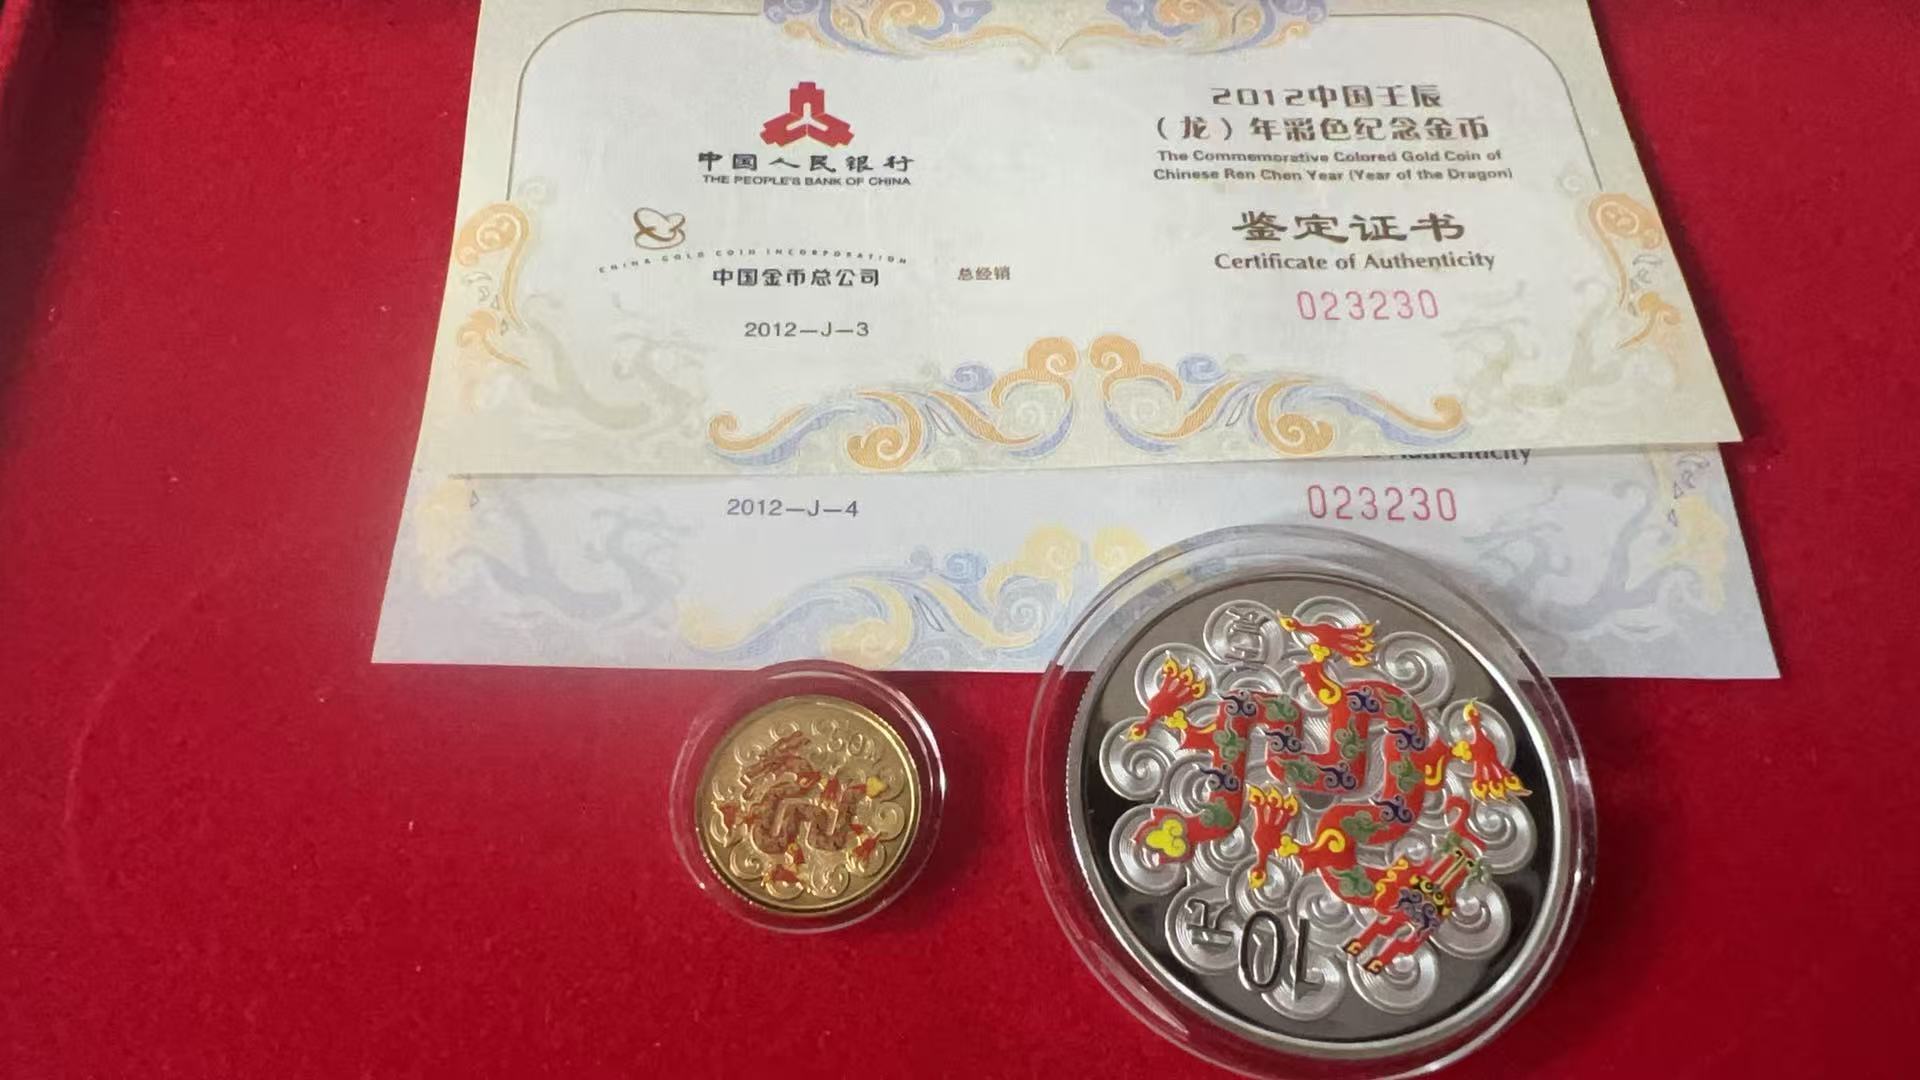 中国人民银行
THE PEOPLE'S BANK OF CHINA
CHINA GOLD COIN INCORPORATION
中国金币总公司
总经销
2012—J—3
2012中国壬辰
（龙）年彩色纪念金币
The Commemorative Colored Gold Coin of
Chinese Ren Chen Year (Year of the Dragon)
鉴定证书
Certificate of Authenticity
023230
Authenticity
2012—J—4
023230
10
元